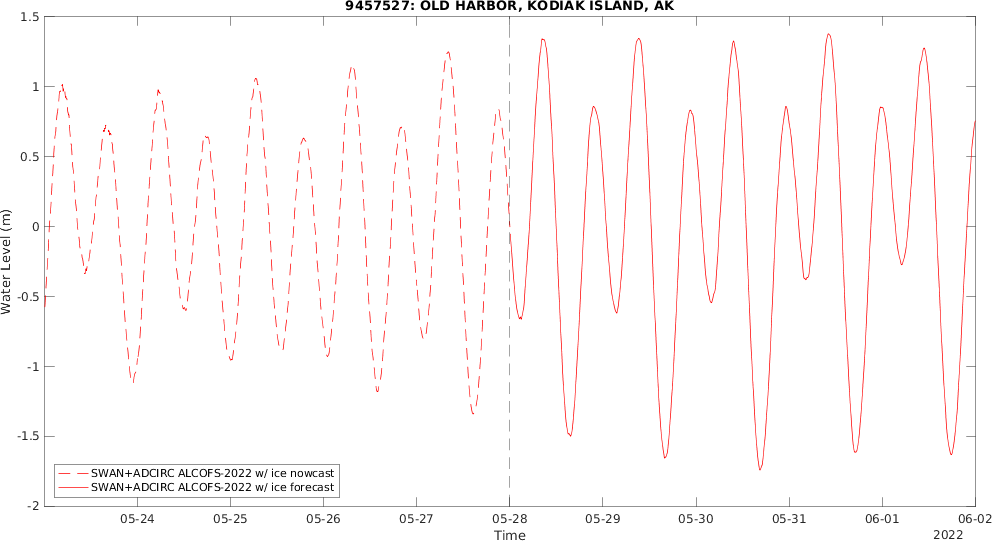 9457527: OLD HARBOR, KODIAK ISLAND, AK
Water Level (m)
1.5
1
0.5
0
-0.5
-1
-1.5
-2
SWAN+ADCIRC ALCOFS-2022 w/ ice nowcast
SWAN+ADCIRC ALCOFS-2022 w/ ice forecast
05-24 05-25 05-26 05-27 05-28 05-29 05-30 05-31 06-01 06-02
Time
2022